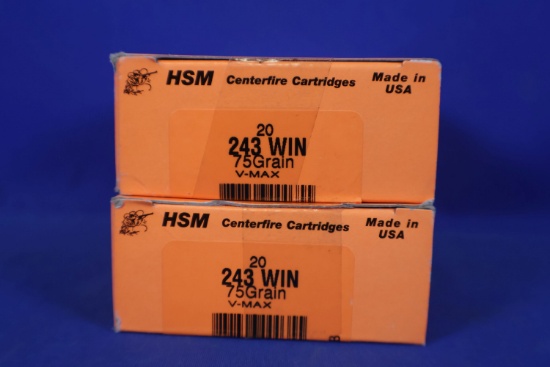 HSM Centerfire Cartridges Made in
USA
20
243 WIN
75Grain
V-MAX
HSM Centerfire Cartridges Made in
USA
20
243 WIN
75Grain
V-MAX